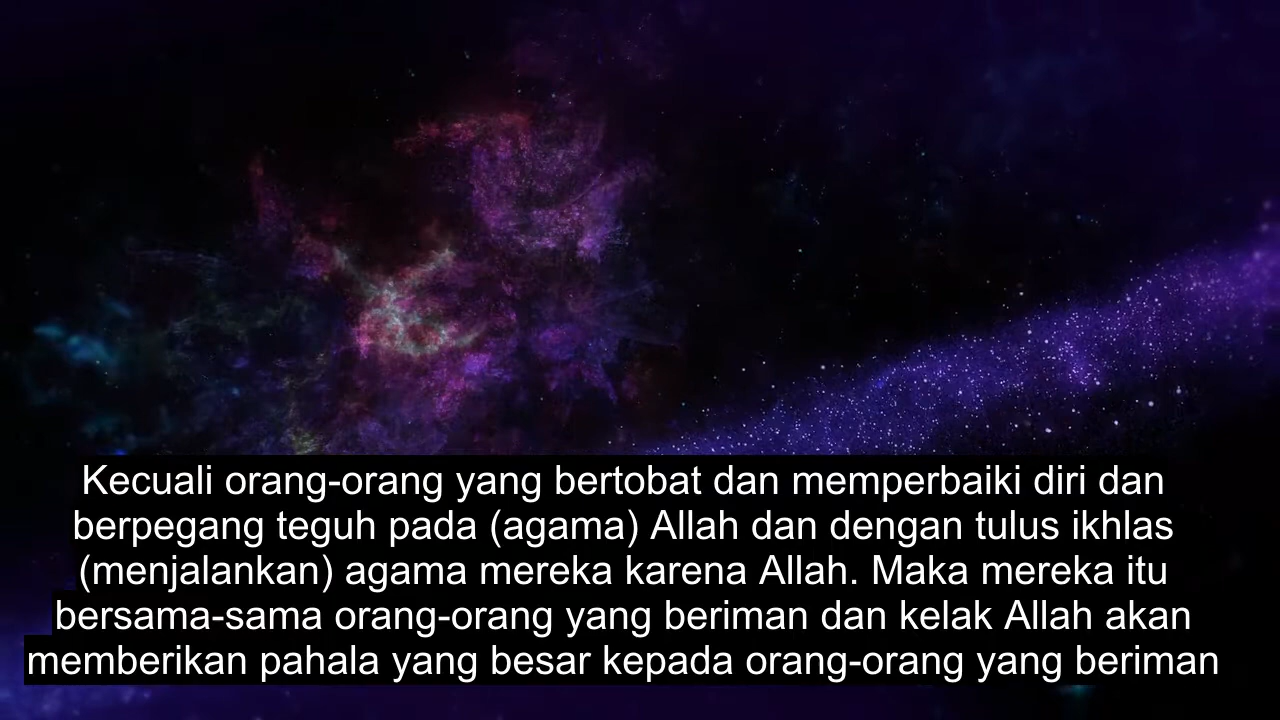 Kecuali orang-orang yang bertobat dan memperbaiki diri dan
berpegang teguh pada (agama) Allah dan dengan tulus ikhlas
(menjalankan) agama mereka karena Allah. Maka mereka itu
bersama-sama orang-orang yang beriman dan kelak Allah akan
memberikan pahala yang besar kepada orang-orang yang beriman